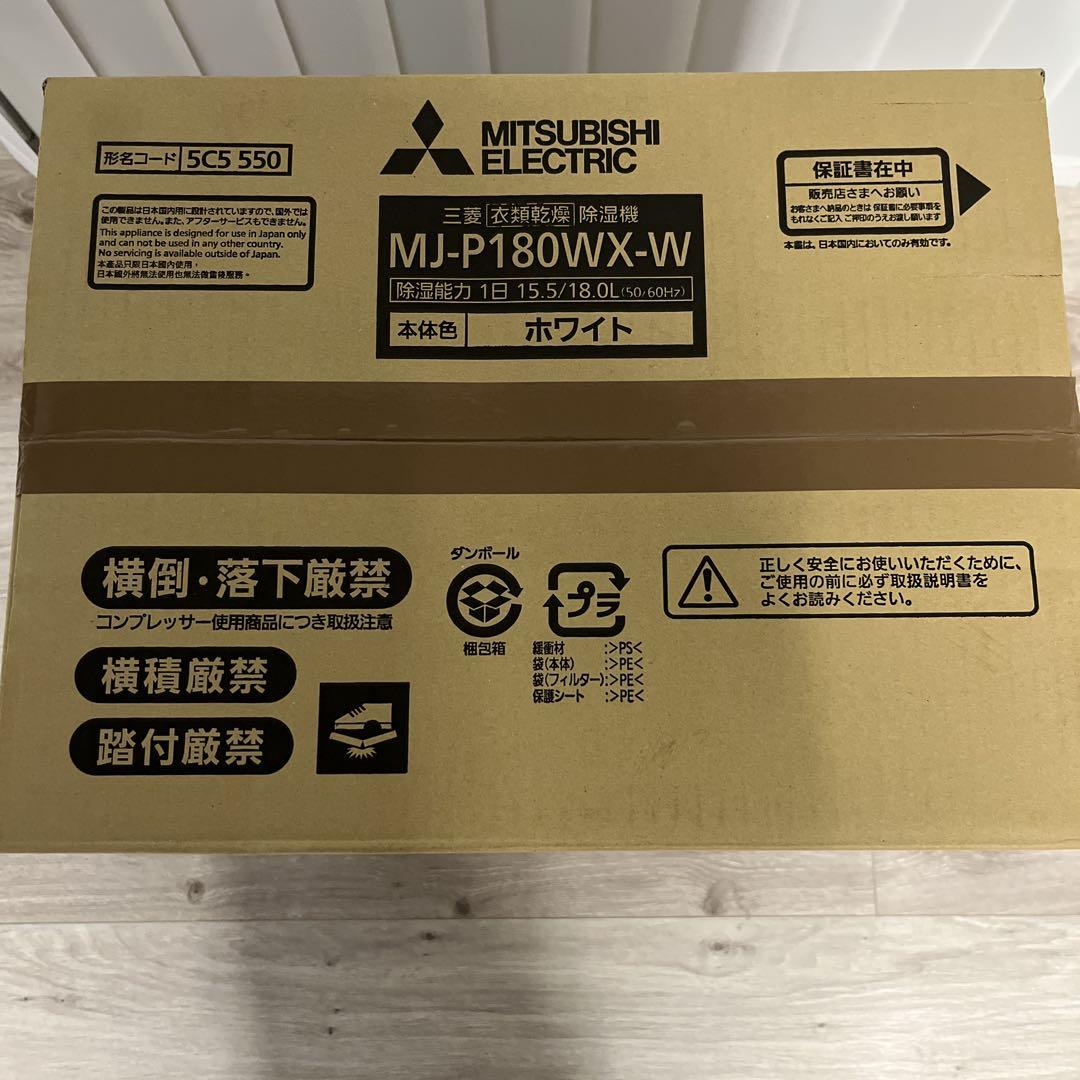 MITSUBISHI
ELECTRIC
形名コード 5C5 550
この製品は日本国内用に設計されていますので、国外では
使用できません。また、アフターサービスもできません。
This appliance is designed for use in Japan only
and can not be used in any other country.
No servicing is available outside of Japan.
本產品只限日本國内使用,
日本國外將無法使用也無法做售後服務。
三菱 衣類乾燥 除湿機
MJ-P180WX-W
除湿能力 1日 15.5/18.0L(50/60Hz)
本体色 ホワイト
保証書在中
販売店さまへお願い
お客さまへ納品のときは 保証書に必要事項を
もれなくご記入 ご押印のうえお渡し願います
本書は、日本国内においてのみ有効です。
横倒・落下厳禁
コンプレッサー使用商品につき取扱注意
横積厳禁
踏付厳禁
ダンボール
梱包箱
プラ
緩衝材 :>PS<
袋(本体) :>PE<
袋(フィルター):>PE<
保護シート :>PE<
正しく安全にお使いいただくために、
ご使用の前に必ず取扱説明書を
よくお読みください。